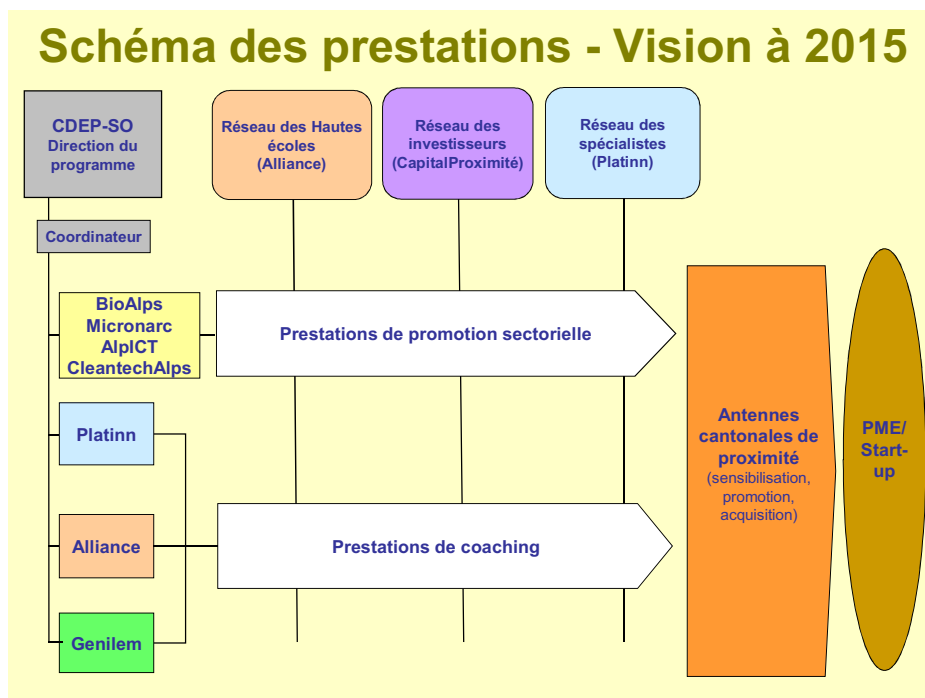 Schéma des prestations - Vision à 2015
CDEP-SO
Direction du
programme
Réseau des Hautes
écoles
(Alliance)
Réseau des
investisseurs
(CapitalProximité)
Réseau des
spécialistes
(Platinn)
Coordinateur
BioAlps
Micronarc
AlpICT
CleantechAlps
Prestations de promotion sectorielle
Platinn
Alliance
Genilem
Prestations de coaching
Antennes
cantonales de
proximité
(sensibilisation,
promotion,
acquisition)
PME/
Start-
up